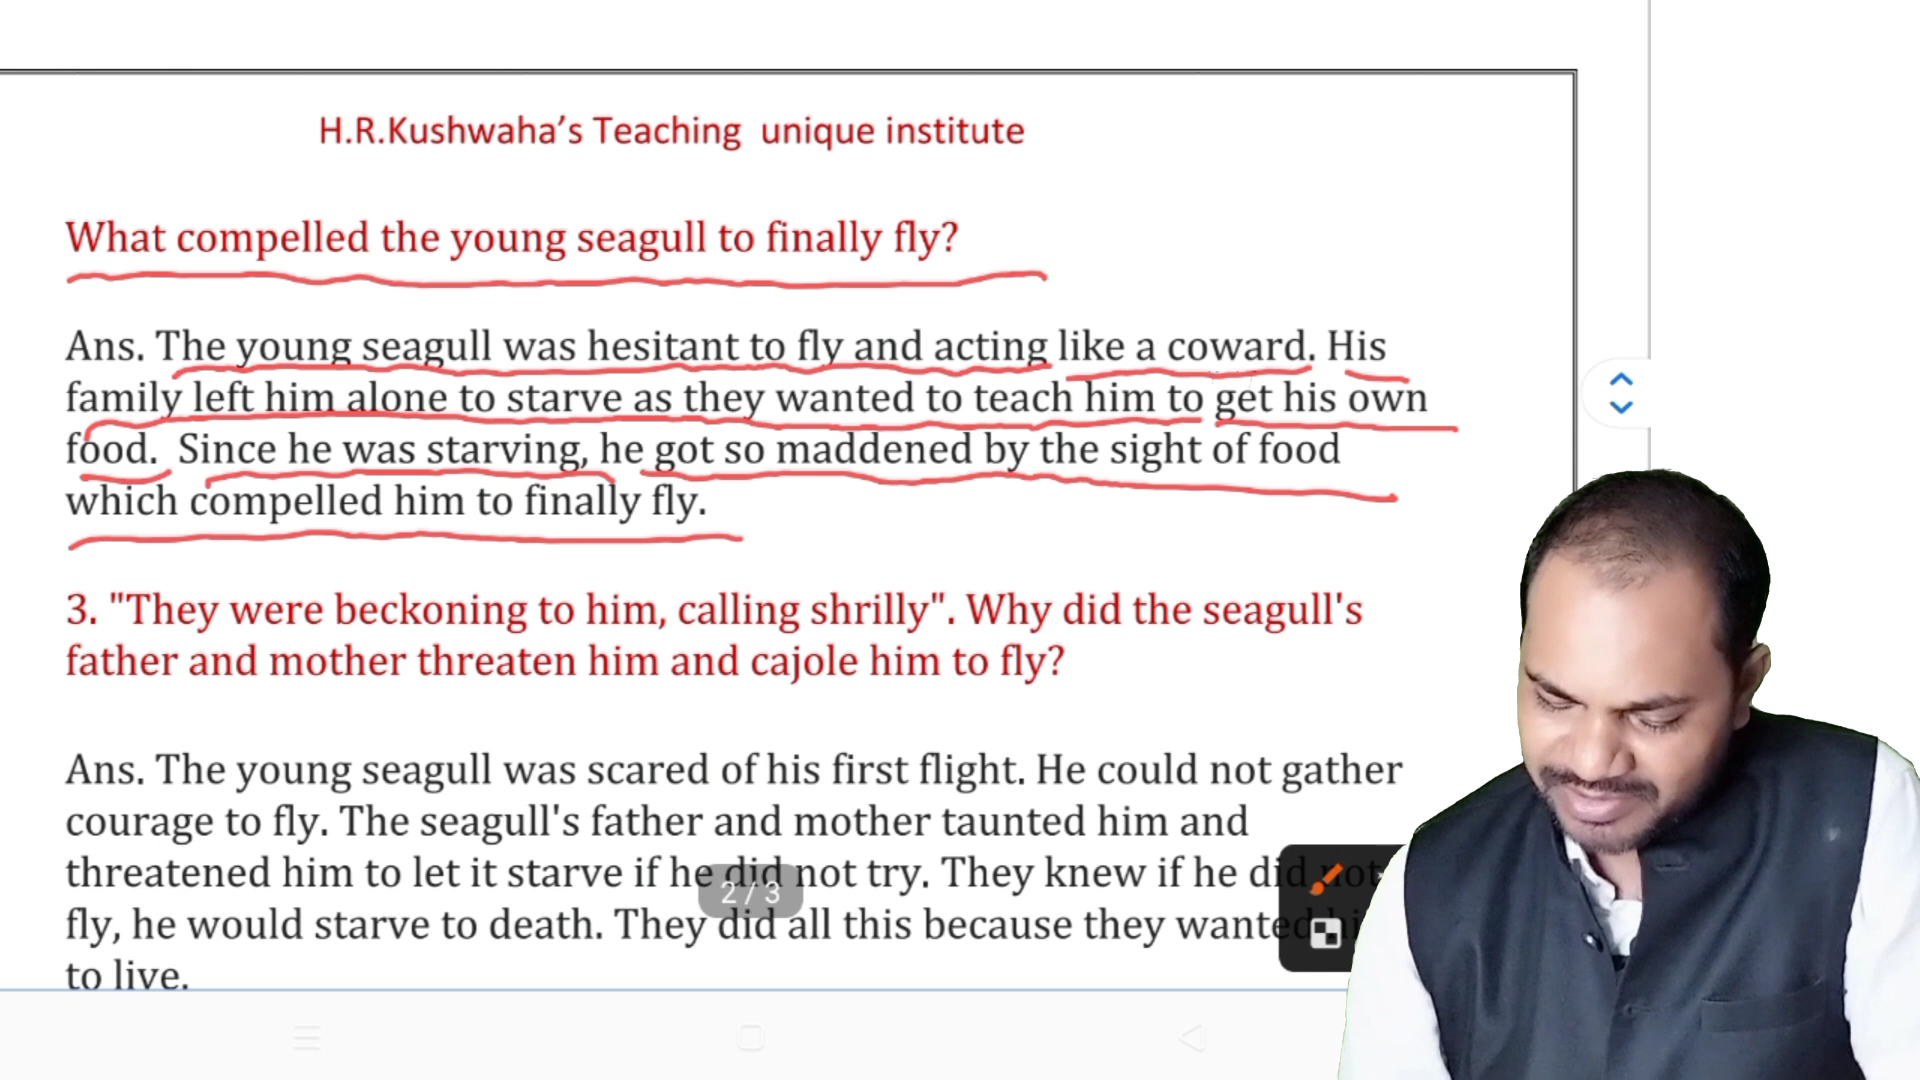 H.R.Kushwaha’s Teaching  unique institute
What compelled the young seagull to finally fly?
Ans. The young seagull was hesitant to fly and acting like a coward. His
family left him alone to starve as they wanted to teach him to get his own
food.  Since he was starving, he got so maddened by the sight of food
which compelled him to finally fly.
3. "They were beckoning to him, calling shrilly". Why did the seagull's
father and mother threaten him and cajole him to fly?
Ans. The young seagull was scared of his first flight. He could not gather
courage to fly. The seagull's father and mother taunted him and
threatened him to let it starve if he did not try. They knew if he did not
2 / 3
fly, he would starve to death. They did all this because they wanted
to live.